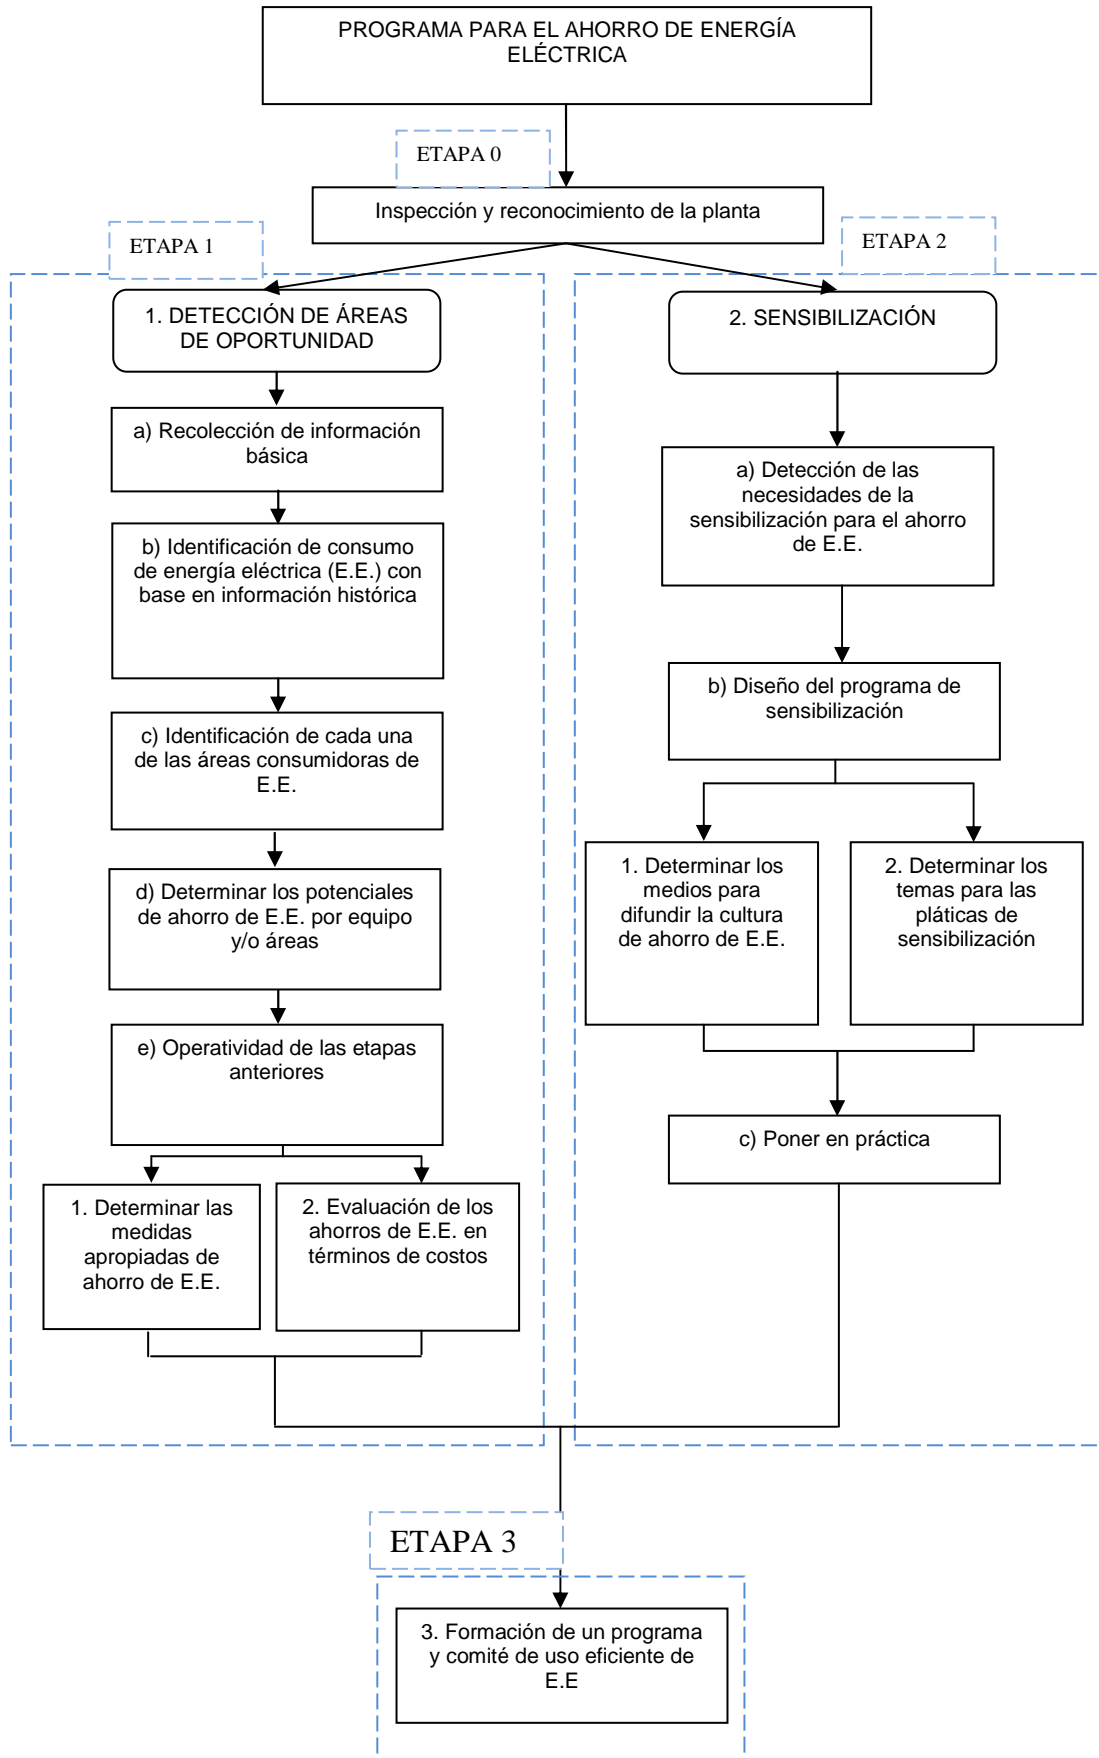 PROGRAMA PARA EL AHORRO DE ENERGÍA
ELÉCTRICA
ETAPA 0
Inspección y reconocimiento de la planta
ETAPA 1
1. DETECCIÓN DE ÁREAS
DE OPORTUNIDAD
a) Recolección de información
básica
b) Identificación de consumo
de energía eléctrica (E.E.) con
base en información histórica
c) Identificación de cada una
de las áreas consumidoras de
E.E.
d) Determinar los potenciales
de ahorro de E.E. por equipo
y/o áreas
e) Operatividad de las etapas
anteriores
1. Determinar las
medidas
apropiadas de
ahorro de E.E.
2. Evaluación de los
ahorros de E.E. en
términos de costos
ETAPA 2
2. SENSIBILIZACIÓN
a) Detección de las
necesidades de la
sensibilización para el ahorro
de E.E.
b) Diseño del programa de
sensibilización
1. Determinar los
medios para
difundir la cultura
de ahorro de E.E.
2. Determinar los
temas para las
pláticas de
sensibilización
c) Poner en práctica
ETAPA 3
3. Formación de un programa
y comité de uso eficiente de
E.E